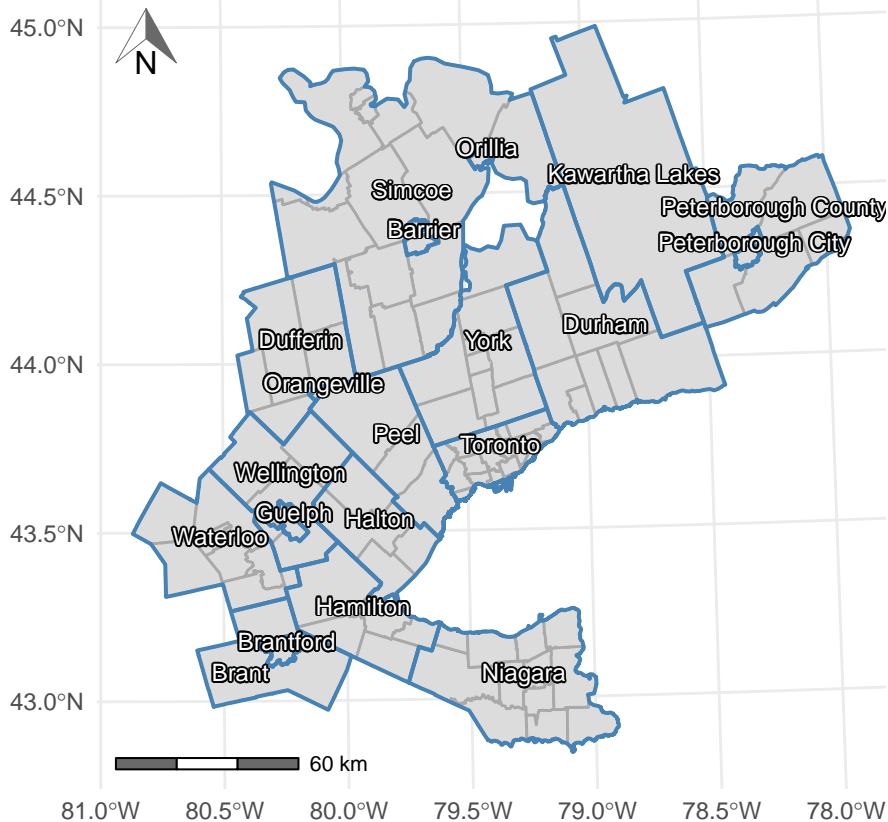 45.0°N
N
Orillia
Kawartha Lakes
44.5°N
Simcoe
Peterborough County
Barrier
Peterborough City
Dufferin
York
Durham
44.0°N
Orangeville
Peel
Toronto
Wellington
Guelph
Halton
43.5°N
Waterloo
Hamilton
Brantford
Brant
Niagara
43.0°N
60 km
81.0°W 80.5°W 80.0°W 79.5°W 79.0°W 78.5°W 78.0°W